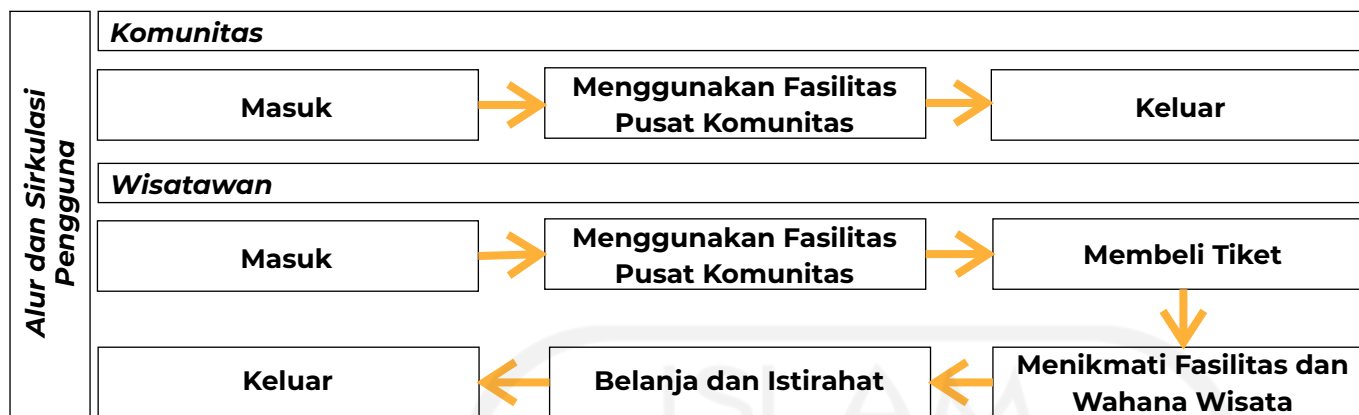 Alur dan Sirkulasi
Pengguna
Komunitas
Masuk
Menggunakan Fasilitas
Pusat Komunitas
Keluar
Wisatawan
Masuk
Menggunakan Fasilitas
Pusat Komunitas
Membeli Tiket
Menikmati Fasilitas dan
Wahana Wisata
Belanja dan Istirahat
Keluar
ISLAM